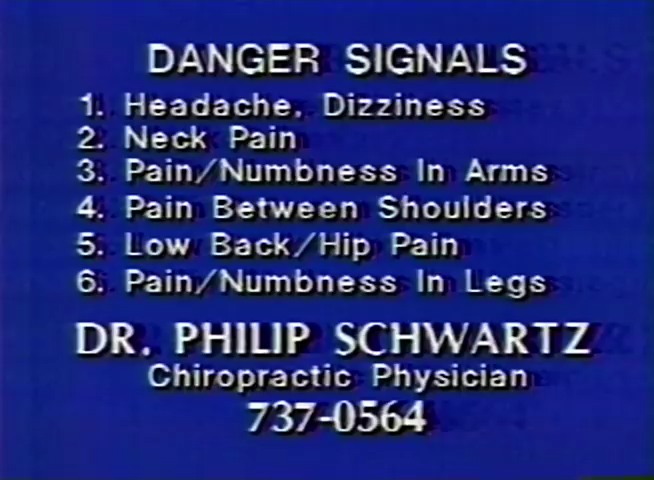 DANGER SIGNALS
1. Headache, Dizziness
2. Neck Pain
3. Pain/Numbness In Arms
4. Pain Between Shoulders
5. Low Back/Hip Pain
6. Pain/Numbness In Legs
DR. PHILIP SCHWARTZ
Chiropractic Physician
737-0564